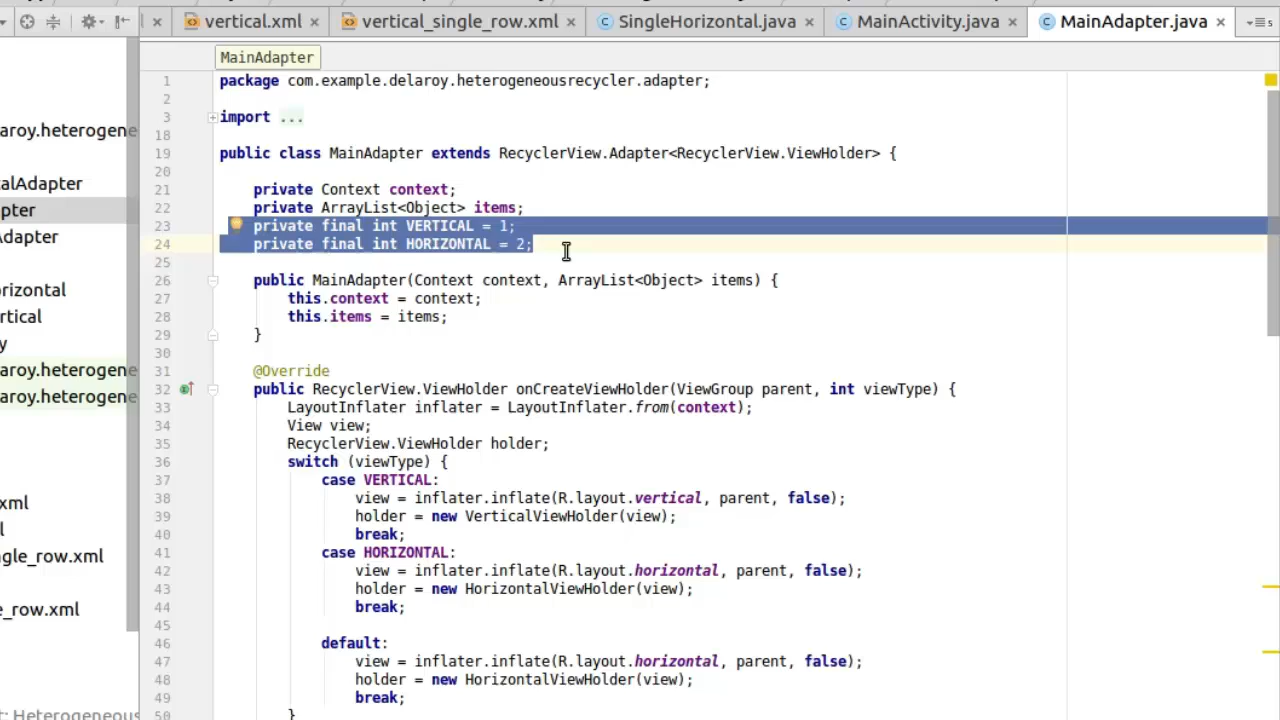 vertical.xml vertical_single_row.xml SingleHorizontal.java MainActivity.java MainAdapter.java
MainAdapter
aroy.heterogene
alAdapter
pter
Adapter
rizontal
rtical
y
aroy.heterogene
aroy.heterogene
xml
l
ngle_row.xml
e_row.xml
t: Heterogeneous
1 package com.example.delaroy.heterogeneousrecycler.adapter;
2
3 import ...
18
19 public class MainAdapter extends RecyclerView.Adapter<RecyclerView.ViewHolder> {
20
21 private Context context;
22 private ArrayList<Object> items;
23 private final int VERTICAL = 1;
24 private final int HORIZONTAL = 2;
25
26 public MainAdapter(Context context, ArrayList<Object> items) {
27 this.context = context;
28 this.items = items;
29 }
30
31 @Override
32 public RecyclerView.ViewHolder onCreateViewHolder(ViewGroup parent, int viewType) {
33 LayoutInflater inflater = LayoutInflater.from(context);
34 View view;
35 RecyclerView.ViewHolder holder;
36 switch (viewType) {
37 case VERTICAL:
38 view = inflater.inflate(R.layout.vertical, parent, false);
39 holder = new VerticalViewHolder(view);
40 break;
41 case HORIZONTAL:
42 view = inflater.inflate(R.layout.horizontal, parent, false);
43 holder = new HorizontalViewHolder(view);
44 break;
45
46 default:
47 view = inflater.inflate(R.layout.horizontal, parent, false);
48 holder = new HorizontalViewHolder(view);
49 break;
50 }